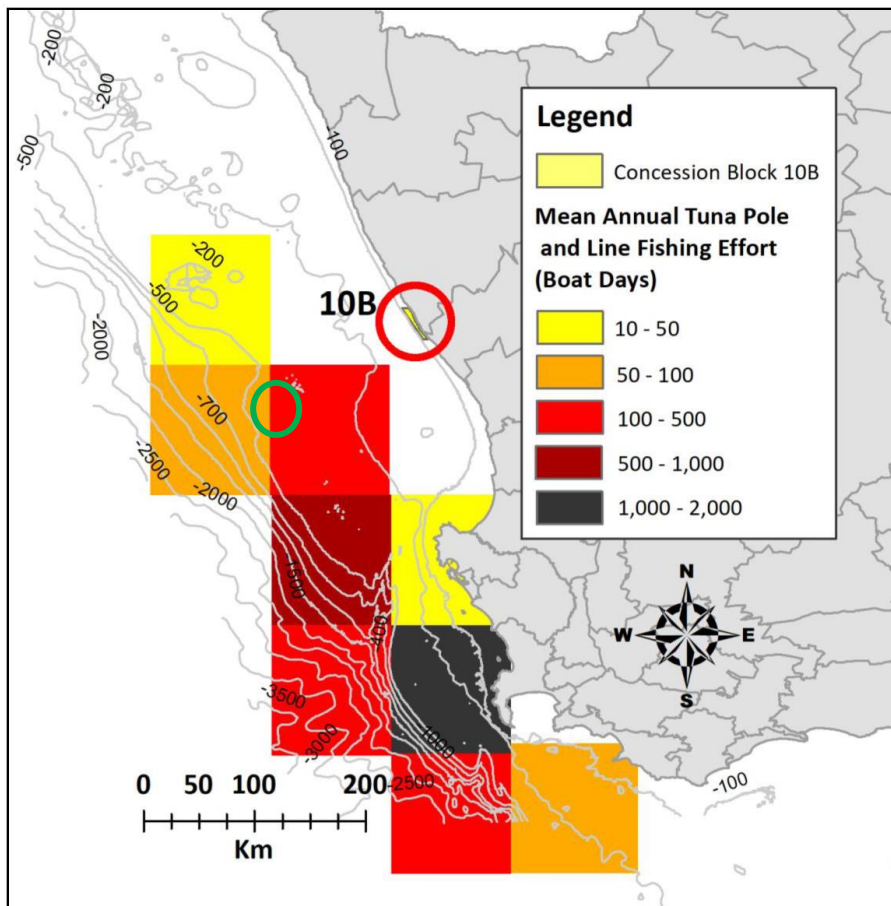 -200
-200
-500
-100
Legend
Concession Block 10B
Mean Annual Tuna Pole
and Line Fishing Effort
(Boat Days)
10 - 50
50 - 100
100 - 500
500 - 1,000
1,000 - 2,000
-200
-500
10B
-2000
-700
-2500
-2000
1500
400
N
W E
S
-3500
-3000
1000
-2500
-100
0 50 100 200
Km